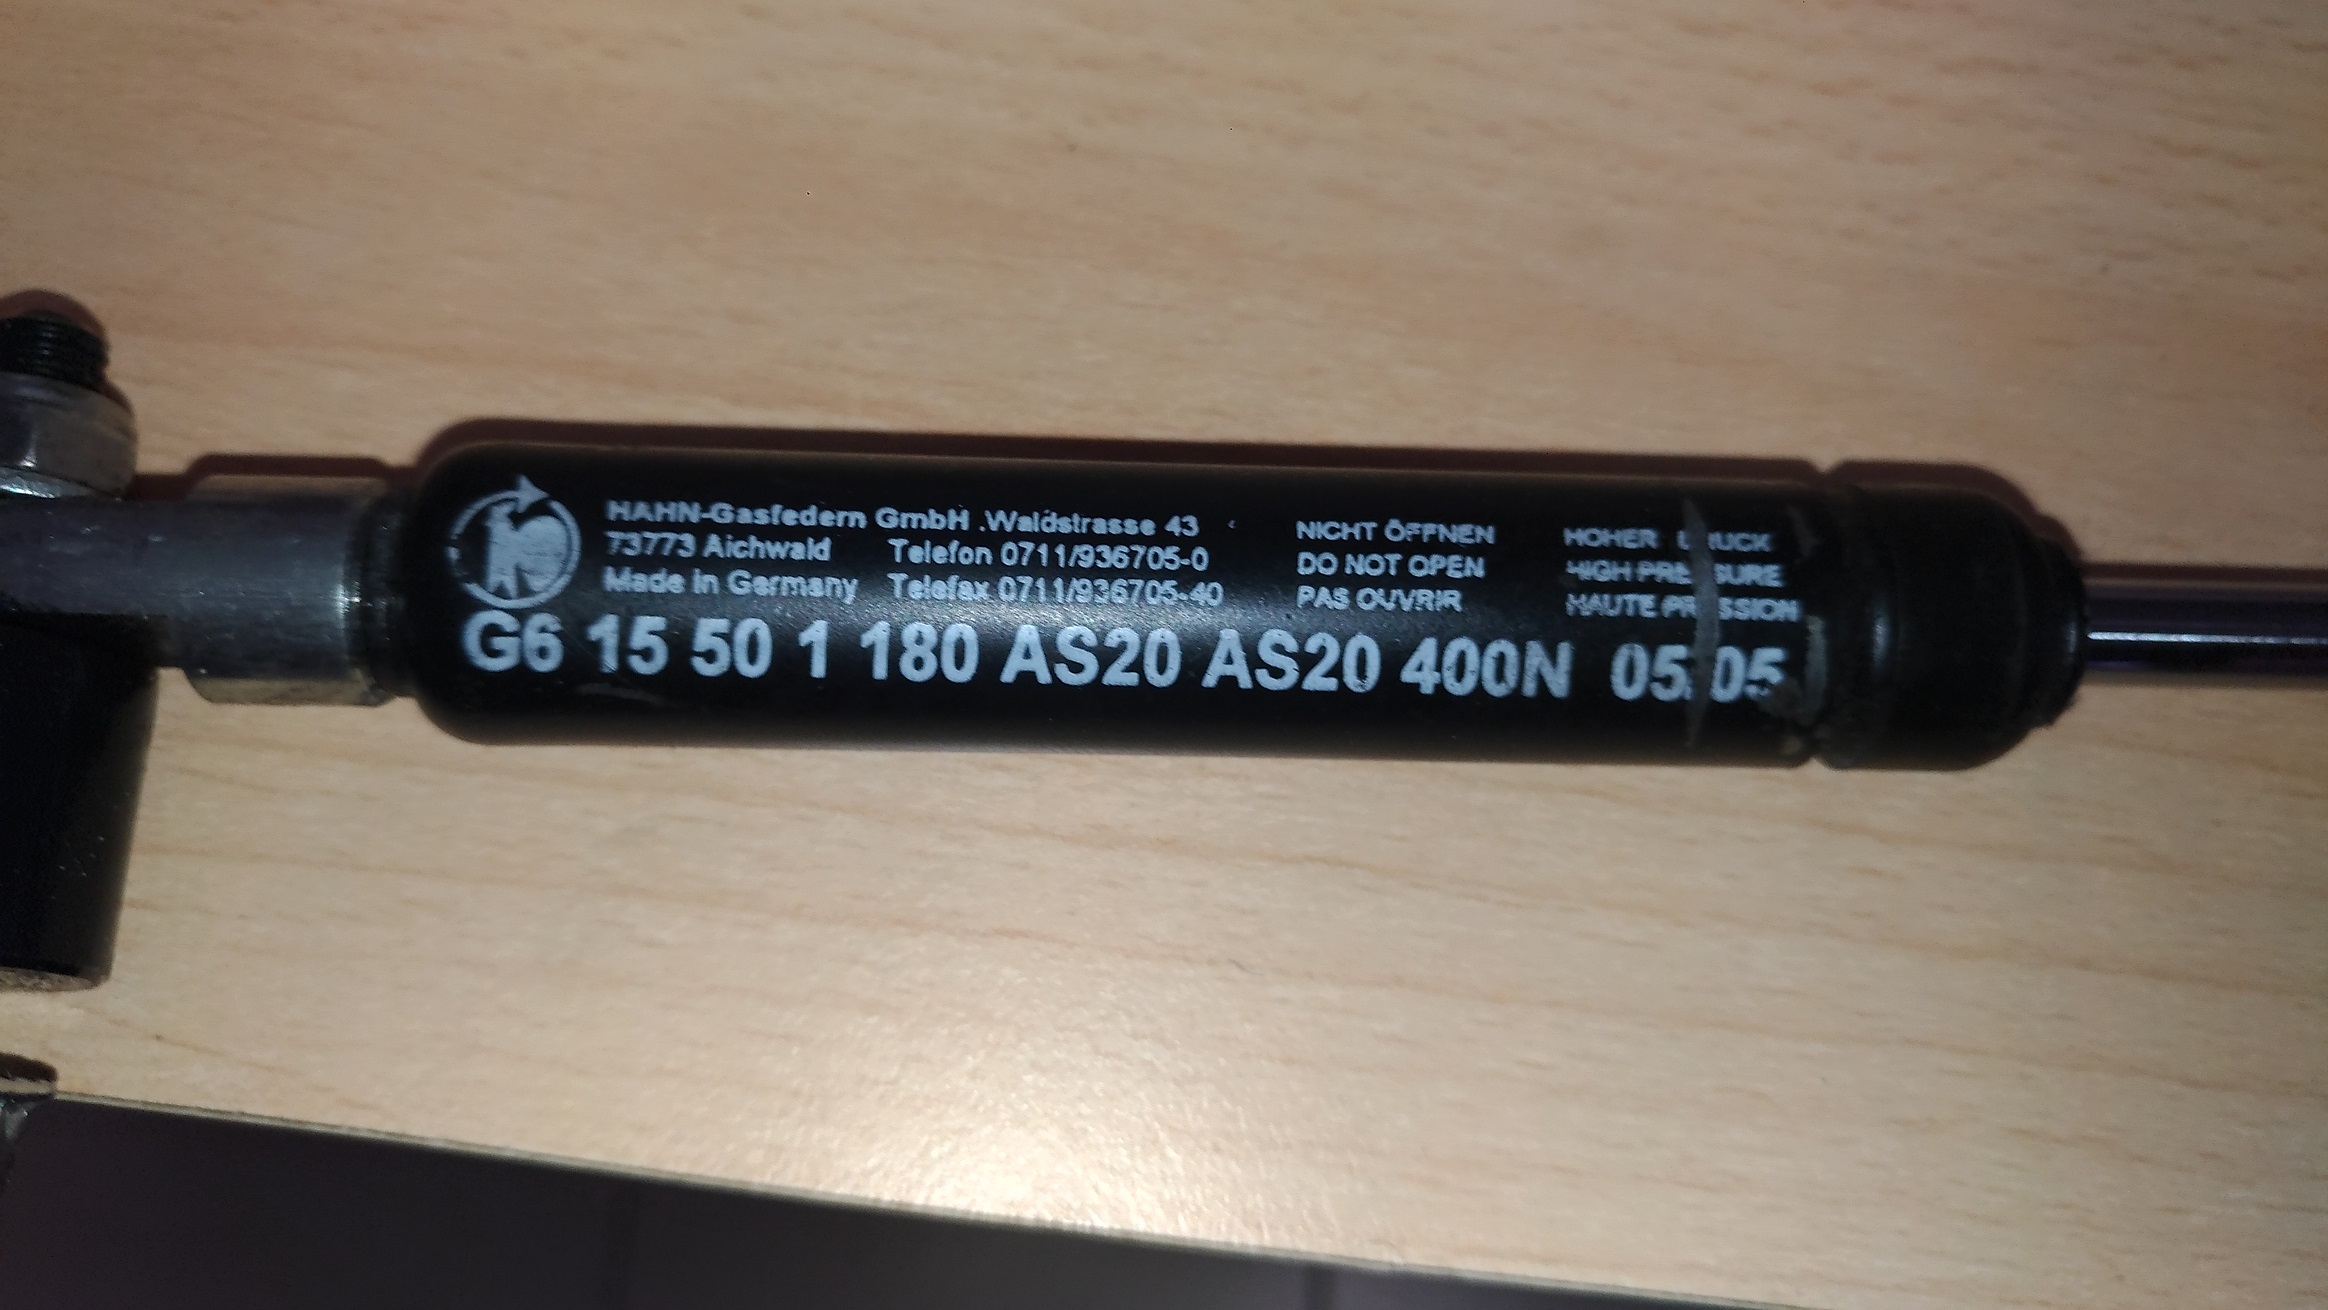 HAHN-Gasfedern GmbH .Waldstrasse 43
73773 Aichwald Telefon 0711/936705-0
Made in Germany Telefax 0711/936705-40
NICHT ÖFFNEN
DO NOT OPEN
PAS OUVRIR
HOHER DRUCK
HIGH PRESSURE
HAUTE PRESSION
G6 15 50 1 180 AS20 AS20 400N 05.05